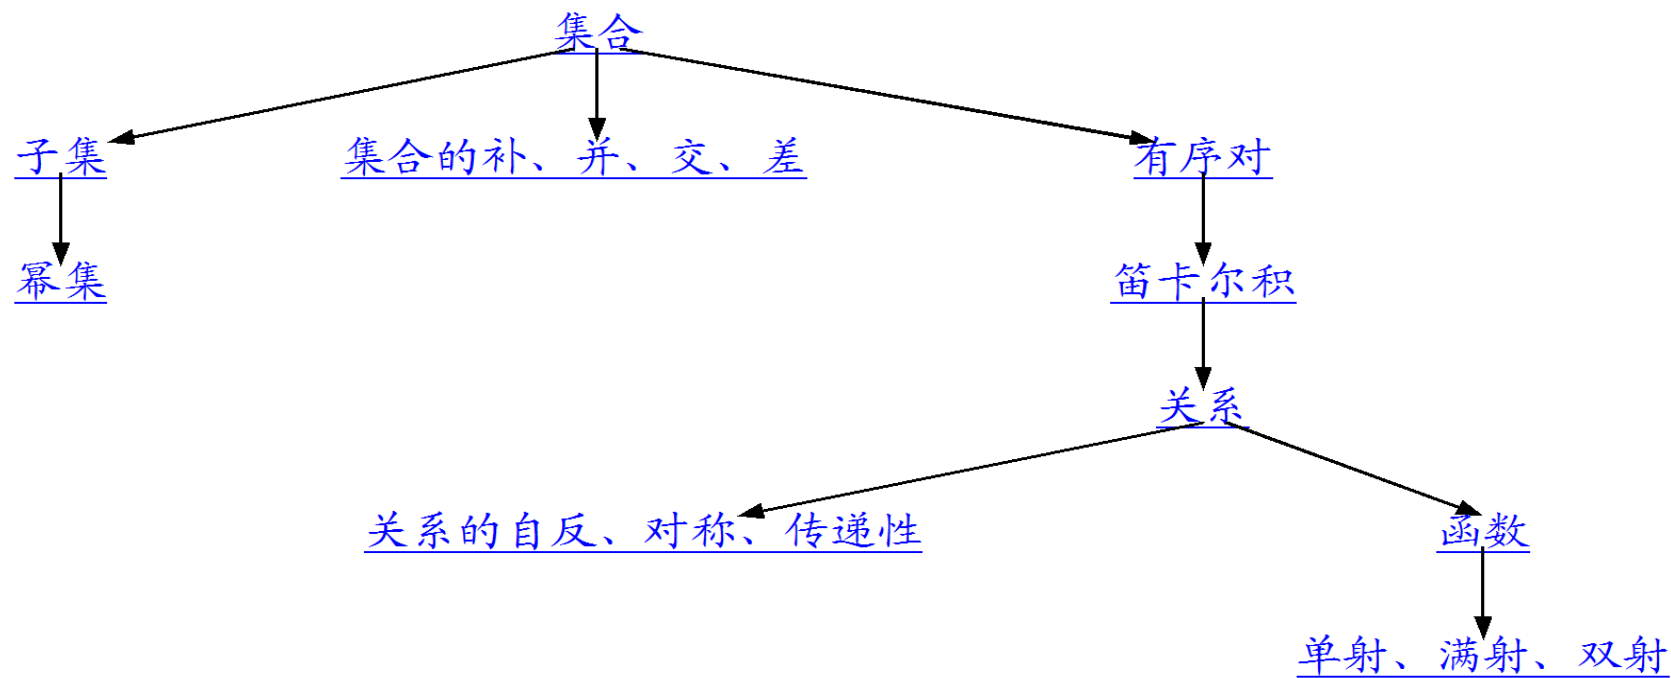 集合
子集
集合的补、并、交、差
有序对
幂集
笛卡尔积
关系
关系的自反、对称、传递性
函数
单射、满射、双射